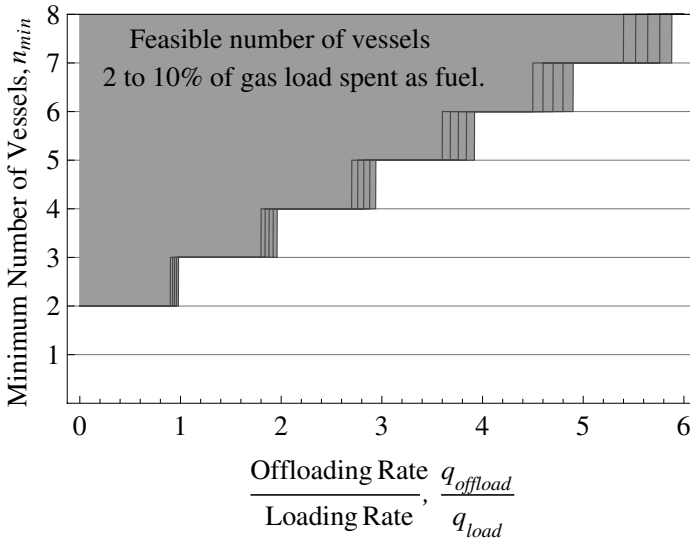 8
7
6
5
4
3
2
1
Minimum Number of Vessels, n_min
Feasible number of vessels
2 to 10% of gas load spent as fuel.
0 1 2 3 4 5 6
Offloading Rate / Loading Rate, q_offload / q_load